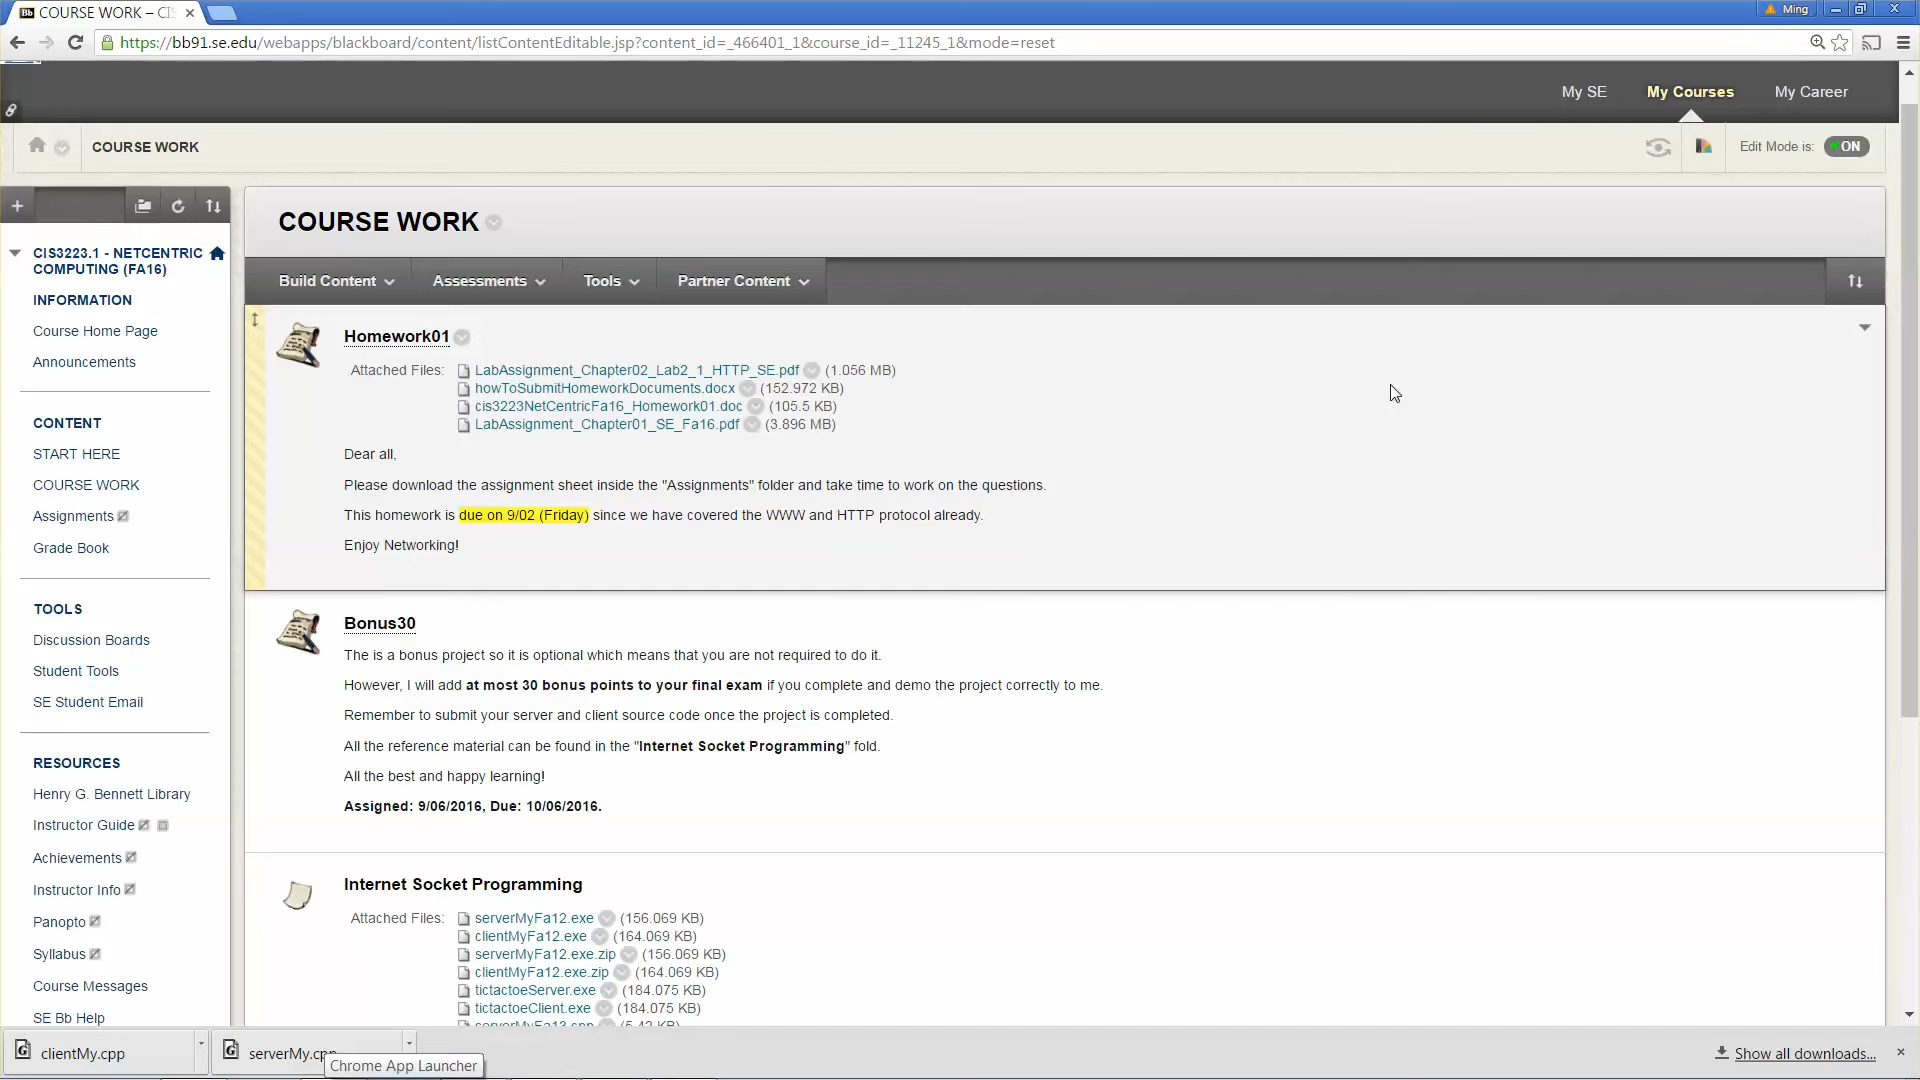 COURSE WORK – CIS
Ming
https://bb91.se.edu/webapps/blackboard/content/listContentEditable.jsp?content_id=_466401_1&course_id=_11245_1&mode=reset
My SE
My Courses
My Career
COURSE WORK
Edit Mode is:
ON
CIS3223.1 - NETCENTRIC
COMPUTING (FA16)
INFORMATION
Course Home Page
Announcements
CONTENT
START HERE
COURSE WORK
Assignments
Grade Book
TOOLS
Discussion Boards
Student Tools
SE Student Email
RESOURCES
Henry G. Bennett Library
Instructor Guide
Achievements
Instructor Info
Panopto
Syllabus
Course Messages
SE Bb Help
COURSE WORK
Build Content
Assessments
Tools
Partner Content
Homework01
Attached Files:
LabAssignment_Chapter02_Lab2_1_HTTP_SE.pdf (1.056 MB)
howToSubmitHomeworkDocuments.docx (152.972 KB)
cis3223NetCentricFa16_Homework01.doc (105.5 KB)
LabAssignment_Chapter01_SE_Fa16.pdf (3.896 MB)
Dear all,
Please download the assignment sheet inside the "Assignments" folder and take time to work on the questions.
This homework is due on 9/02 (Friday) since we have covered the WWW and HTTP protocol already.
Enjoy Networking!
Bonus30
The is a bonus project so it is optional which means that you are not required to do it.
However, I will add at most 30 bonus points to your final exam if you complete and demo the project correctly to me.
Remember to submit your server and client source code once the project is completed.
All the reference material can be found in the "Internet Socket Programming" fold.
All the best and happy learning!
Assigned: 9/06/2016, Due: 10/06/2016.
Internet Socket Programming
Attached Files:
serverMyFa12.exe (156.069 KB)
clientMyFa12.exe (164.069 KB)
serverMyFa12.exe.zip (156.069 KB)
clientMyFa12.exe.zip (164.069 KB)
tictactoeServer.exe (184.075 KB)
tictactoeClient.exe (184.075 KB)
serverMyFa13.cpp (5.42 KB)
clientMy.cpp
serverMy.cpp
Chrome App Launcher
Show all downloads...